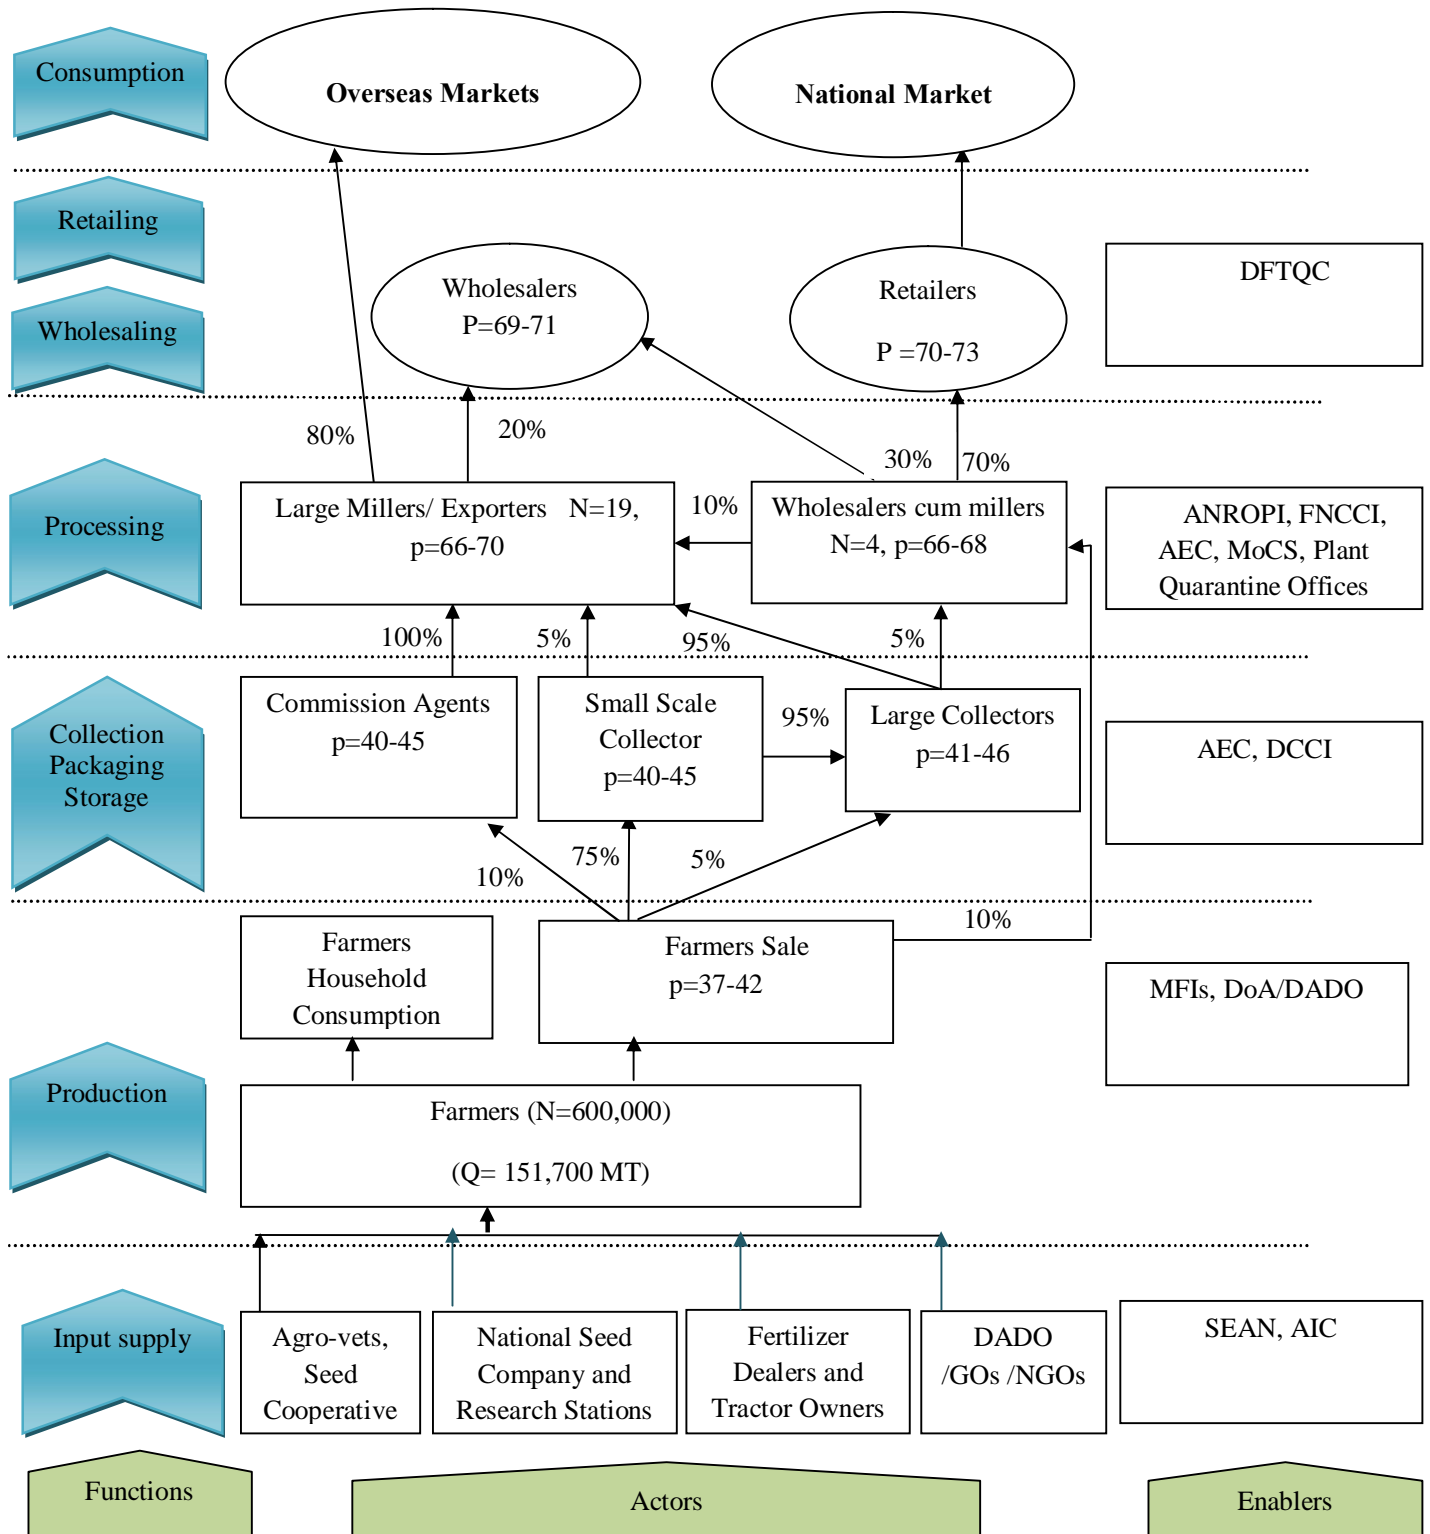 Consumption
Overseas Markets
National Market
Retailing
Wholesaling
Wholesalers
P=69-71
Retailers
P =70-73
DFTQC
80%
20%
30%
70%
Processing
Large Millers/ Exporters N=19,
p=66-70
10%
Wholesalers cum millers
N=4, p=66-68
ANROPI, FNCCI,
AEC, MoCS, Plant
Quarantine Offices
100%
5%
95%
5%
Collection
Packaging
Storage
Commission Agents
p=40-45
Small Scale
Collector
p=40-45
95%
Large Collectors
p=41-46
AEC, DCCI
10%
75%
5%
10%
Production
Farmers
Household
Consumption
Farmers Sale
p=37-42
MFIs, DoA/DADO
Farmers (N=600,000)
(Q= 151,700 MT)
Input supply
Agro-vets,
Seed
Cooperative
National Seed
Company and
Research Stations
Fertilizer
Dealers and
Tractor Owners
DADO
/GOs /NGOs
SEAN, AIC
Functions
Actors
Enablers